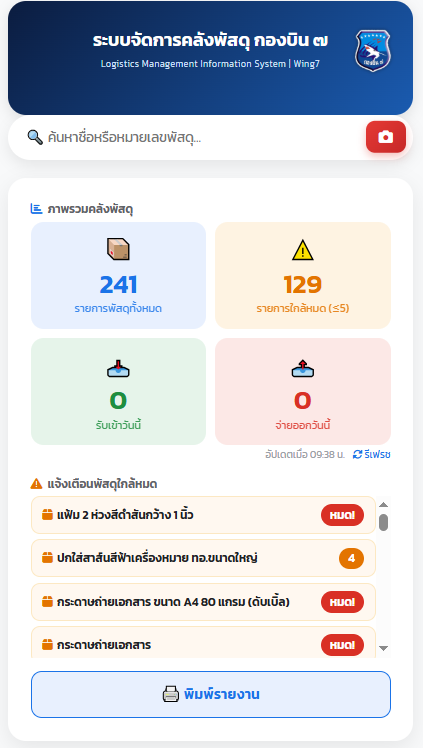 ระบบจัดการคลังพัสดุ กองบิน ๗
Logistics Management Information System | Wing7
กองบิน ๗
ค้นหาชื่อหรือหมายเลขพัสดุ...
ภาพรวมคลังพัสดุ
241
รายการพัสดุทั้งหมด
129
รายการใกล้หมด (≤5)
0
รับเข้าวันนี้
0
จ่ายออกวันนี้
อัปเดตเมื่อ 09:38 น. รีเฟรช
แจ้งเตือนพัสดุใกล้หมด
แฟ้ม 2 ห่วงสีดำสันกว้าง 1 นิ้ว หมด!
ปกใส่สาส์นสีฟ้าเครื่องหมาย ทอ.ขนาดใหญ่ 4
กระดาษถ่ายเอกสาร ขนาด A4 80 แกรม (ดับเบิ้ล) หมด!
กระดาษถ่ายเอกสาร หมด!
พิมพ์รายงาน